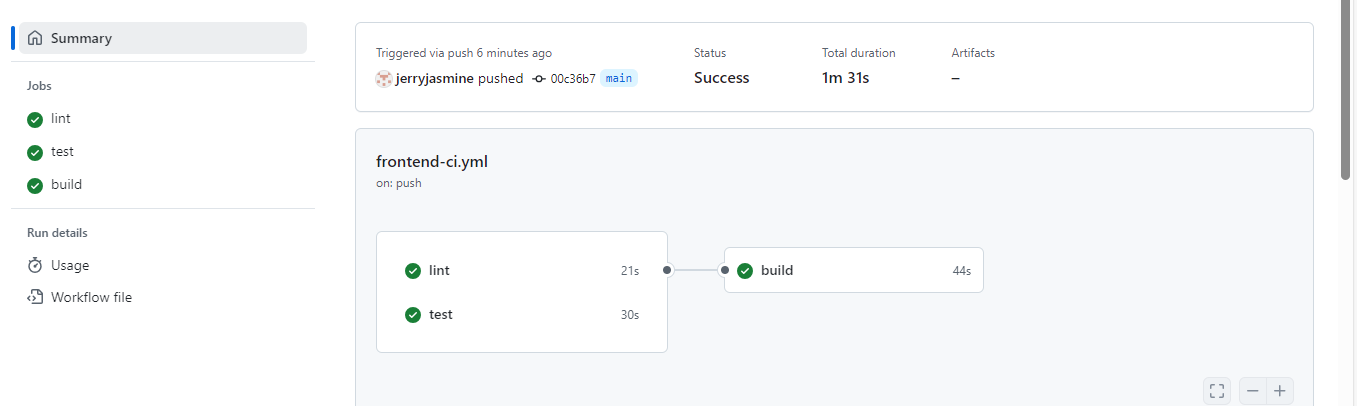 Summary
Jobs
lint
test
build
Run details
Usage
Workflow file
Triggered via push 6 minutes ago
jerryjasmine pushed 00c36b7 main
Status
Success
Total duration
1m 31s
Artifacts
–
frontend-ci.yml
on: push
lint 21s
test 30s
build 44s